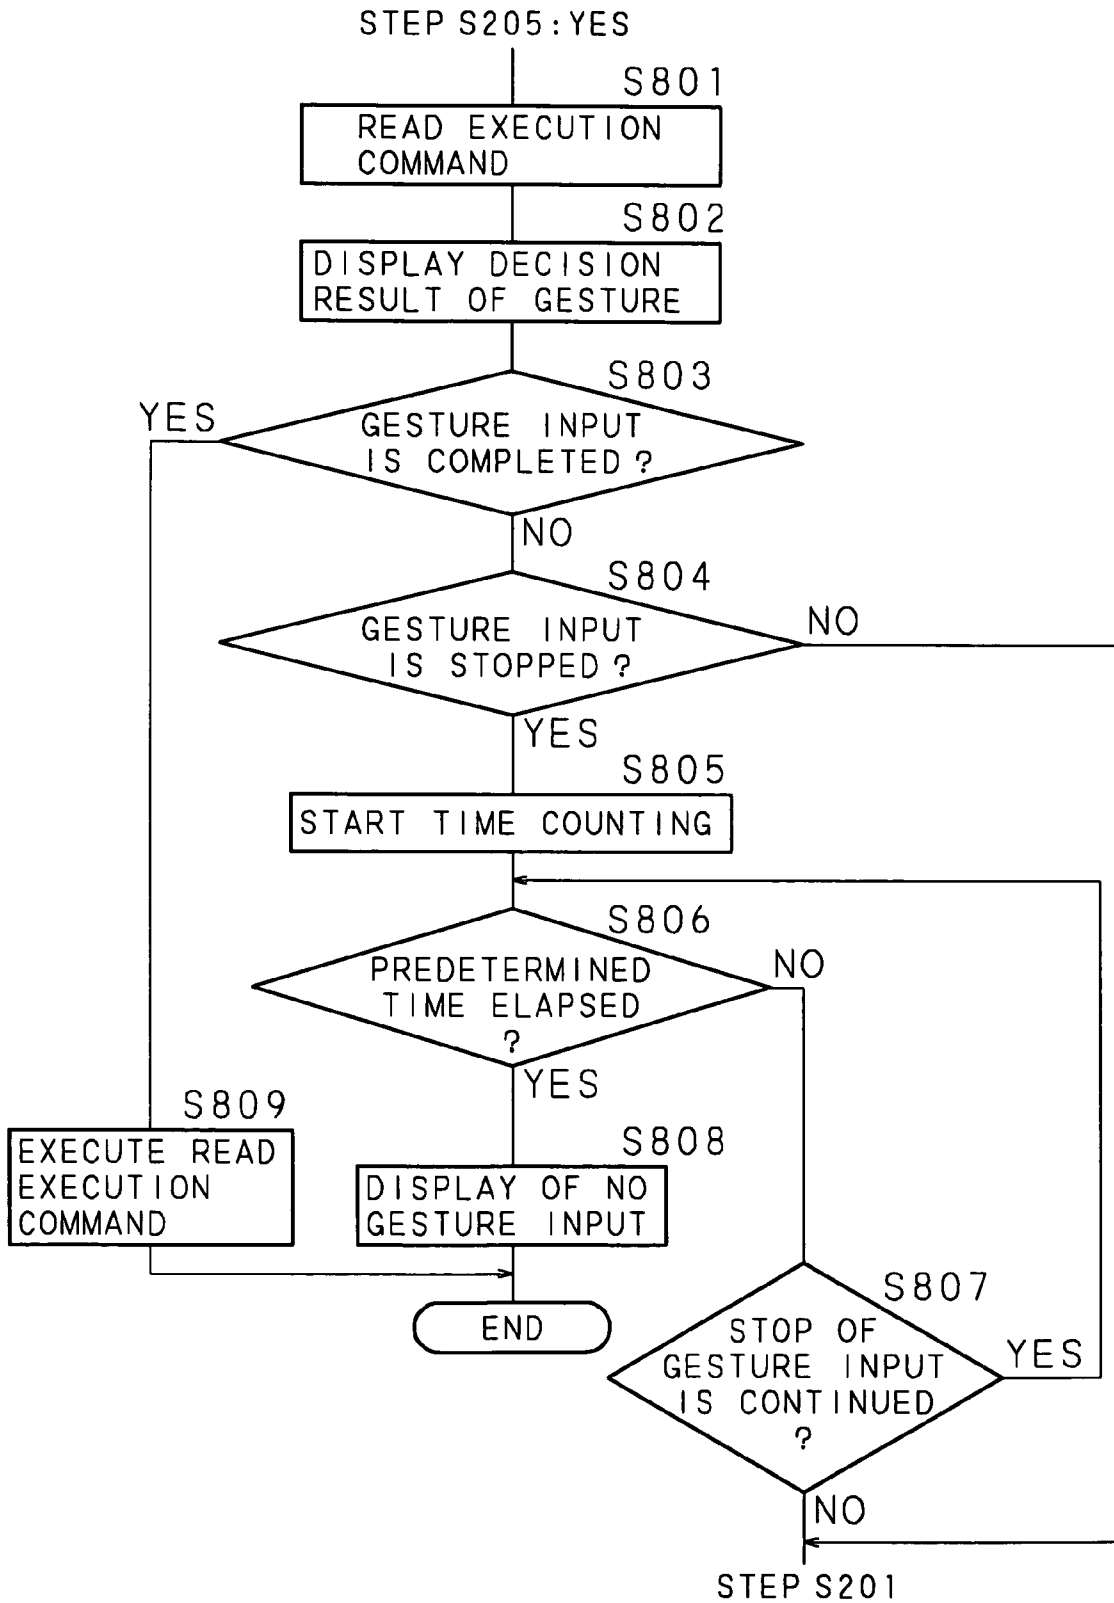 STEP S205:YES
S801
READ EXECUTION
COMMAND
S802
DISPLAY DECISION
RESULT OF GESTURE
S803
YES
GESTURE INPUT
IS COMPLETED?
NO
S804
GESTURE INPUT
IS STOPPED?
NO
YES
S805
START TIME COUNTING
S806
PREDETERMINED
TIME ELAPSED
?
NO
YES
S809
EXECUTE READ
EXECUTION
COMMAND
S808
DISPLAY OF NO
GESTURE INPUT
END
S807
STOP OF
GESTURE INPUT
IS CONTINUED
?
YES
NO
STEP S201